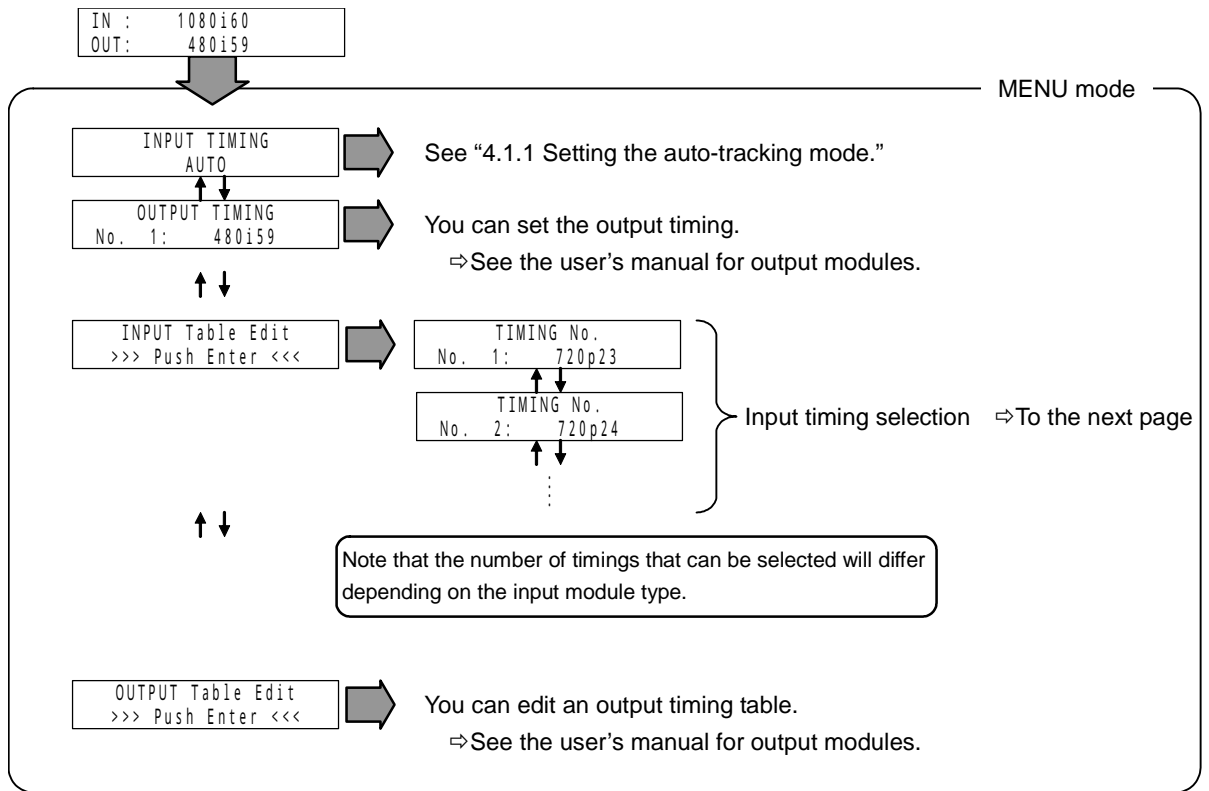 IN : 1080i60
OUT: 480i59
MENU mode
INPUT TIMING
AUTO
See “4.1.1 Setting the auto-tracking mode.”
OUTPUT TIMING
No. 1: 480i59
You can set the output timing.
⇨See the user’s manual for output modules.
INPUT Table Edit
>>> Push Enter <<<
TIMING No.
No. 1: 720p23
TIMING No.
No. 2: 720p24
Input timing selection ⇨To the next page
Note that the number of timings that can be selected will differ
depending on the input module type.
OUTPUT Table Edit
>>> Push Enter <<<
You can edit an output timing table.
⇨See the user’s manual for output modules.